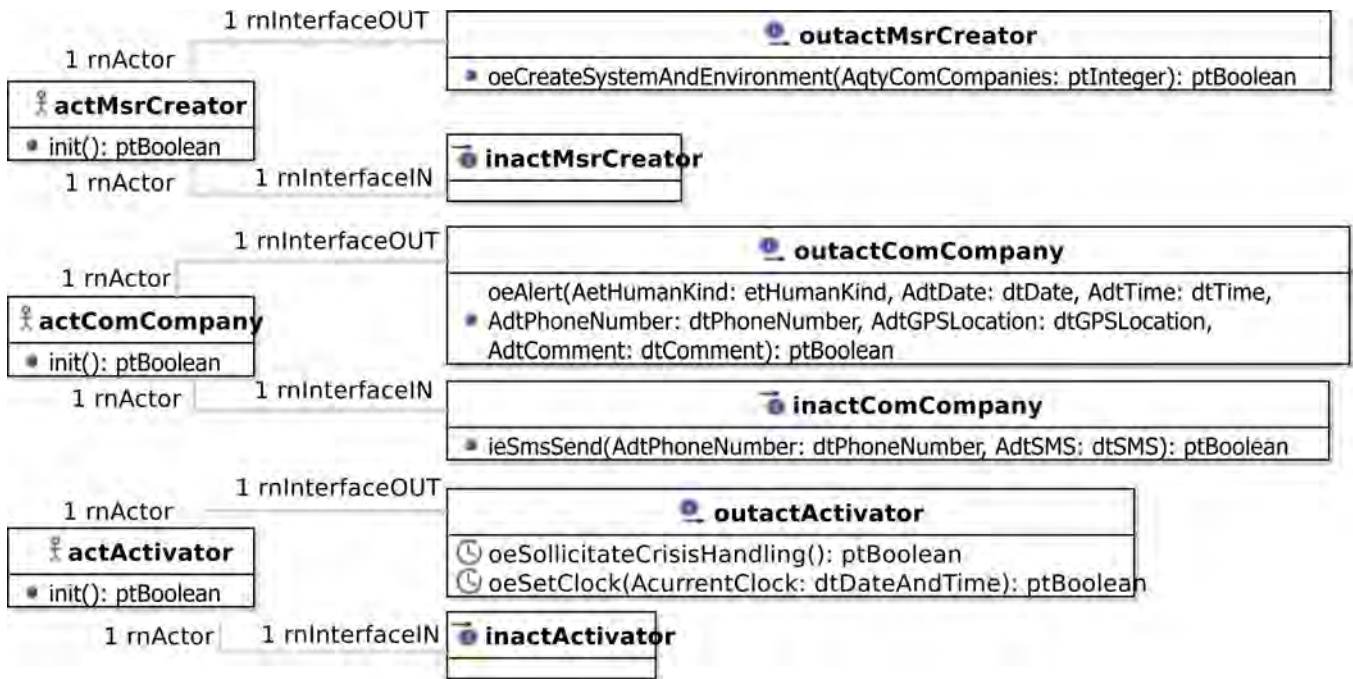 1 rnInterfaceOUT
outactMsrCreator
1 rnActor
oeCreateSystemAndEnvironment(AqtyComCompanies: ptInteger): ptBoolean
actMsrCreator
init(): ptBoolean
inactMsrCreator
1 rnActor
1 rnInterfaceIN
1 rnInterfaceOUT
outactComCompany
1 rnActor
oeAlert(AetHumanKind: etHumanKind, AdtDate: dtDate, AdtTime: dtTime,
AdtPhoneNumber: dtPhoneNumber, AdtGPSLocation: dtGPSLocation,
AdtComment: dtComment): ptBoolean
actComCompany
init(): ptBoolean
1 rnActor
1 rnInterfaceIN
inactComCompany
ieSmsSend(AdtPhoneNumber: dtPhoneNumber, AdtSMS: dtSMS): ptBoolean
1 rnInterfaceOUT
outactActivator
1 rnActor
actActivator
oeSollicitateCrisisHandling(): ptBoolean
oeSetClock(AcurrentClock: dtDateAndTime): ptBoolean
init(): ptBoolean
1 rnActor
1 rnInterfaceIN
inactActivator